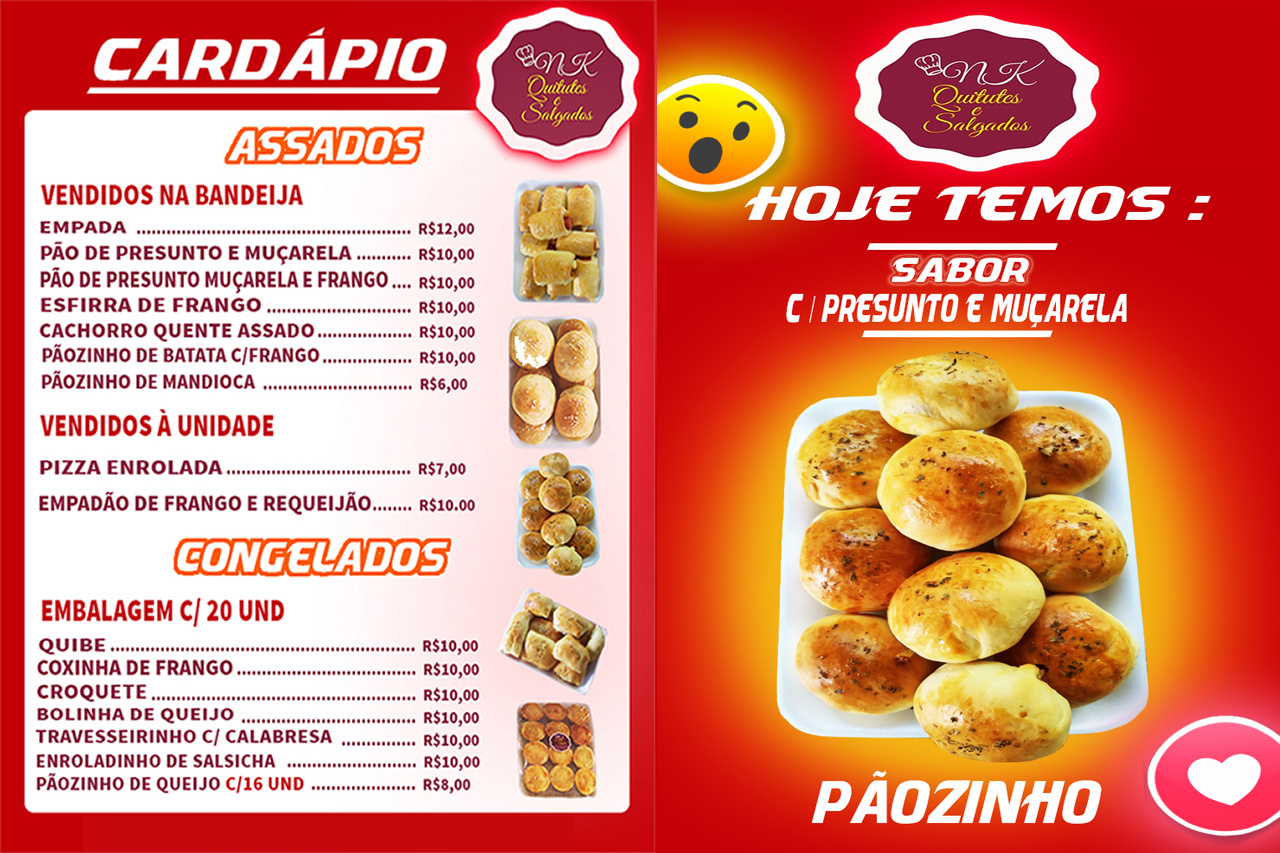 CARDÁPIO
NK
Quitutes
e
Salgados
ASSADOS
VENDIDOS NA BANDEIJA
EMPADA ........................................ R$12,00
PÃO DE PRESUNTO E MUÇARELA ........... R$10,00
PÃO DE PRESUNTO MUÇARELA E FRANGO .... R$10,00
ESFIRRA DE FRANGO ............................. R$10,00
CACHORRO QUENTE ASSADO ................... R$10,00
PÃOZINHO DE BATATA C/FRANGO .................. R$10,00
PÃOZINHO DE MANDIOCA .............................. R$6,00
VENDIDOS À UNIDADE
PIZZA ENROLADA ..................................... R$7,00
EMPADÃO DE FRANGO E REQUEIJÃO........ R$10.00
CONGELADOS
EMBALAGEM C/ 20 UND
QUIBE ............................................. R$10,00
COXINHA DE FRANGO ................................ R$10,00
CROQUETE ........................................ R$10,00
BOLINHA DE QUEIJO ............................... R$10,00
TRAVESSEIRINHO C/ CALABRESA .............. R$10,00
ENROLADINHO DE SALSICHA ......................... R$10,00
PÃOZINHO DE QUEIJO C/16 UND ..................... R$8,00
NK
Quitutes
e
Salgados
HOJE TEMOS :
SABOR
C / PRESUNTO E MUÇARELA
PÃOZINHO